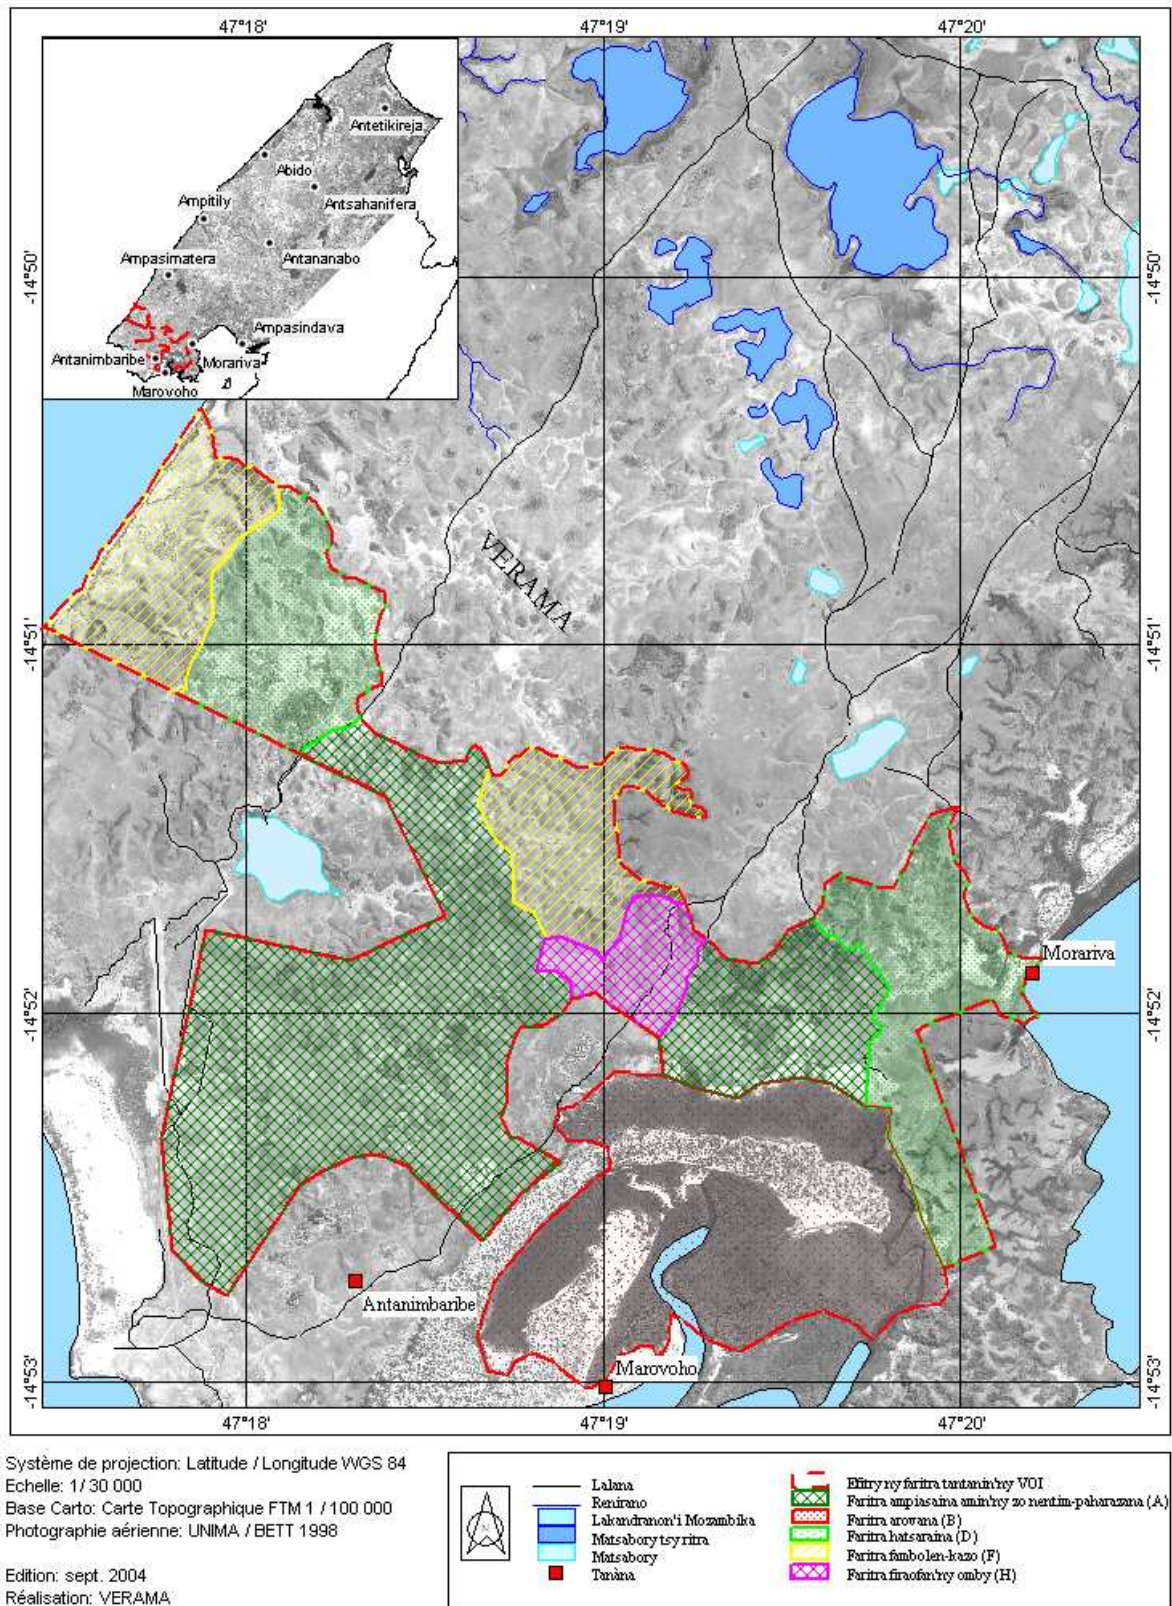 47°18'
47°19'
47°20'
Antetikireja
Abido
Ampitily
Antsahanifera
Ampasimatera
Antananabo
Ampasindava
Antanimbaribe
Morariva
Marovoho
-14°50'
-14°50'
VERAMA
-14°51'
-14°51'
Morariva
-14°52'
-14°52'
Antanimbaribe
Marovoho
-14°53'
-14°53'
47°18'
47°19'
47°20'
Système de projection: Latitude / Longitude WGS 84
Echelle: 1/ 30 000
Base Carto: Carte Topographique FTM 1 / 100 000
Photographie aérienne: UNIMA / BETT 1998
Edition: sept. 2004
Réalisation: VERAMA
N
Lalana
Renirano
Lakandranon'i Mozambika
Matsabory tsy ritra
Matsabory
Tanàna
Efitry ny faritra tantanin'ny VOI
Faritra ampiasaina amin'ny zo nentim-paharazana (A)
Faritra arovana (B)
Faritra hatsaraina (D)
Faritra fambolen-kazo (F)
Faritra firaofan'ny omby (H)